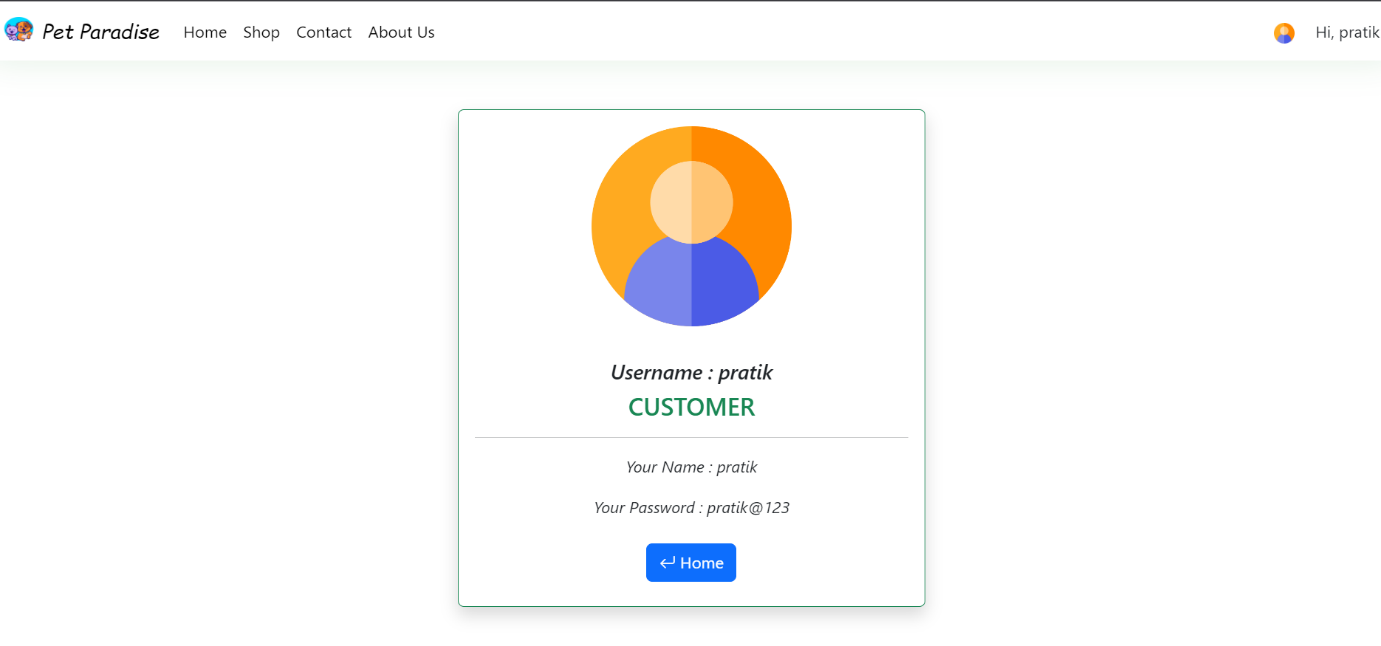 Pet Paradise Home Shop Contact About Us Hi, pratik
Username : pratik
CUSTOMER
Your Name : pratik
Your Password : pratik@123
Home